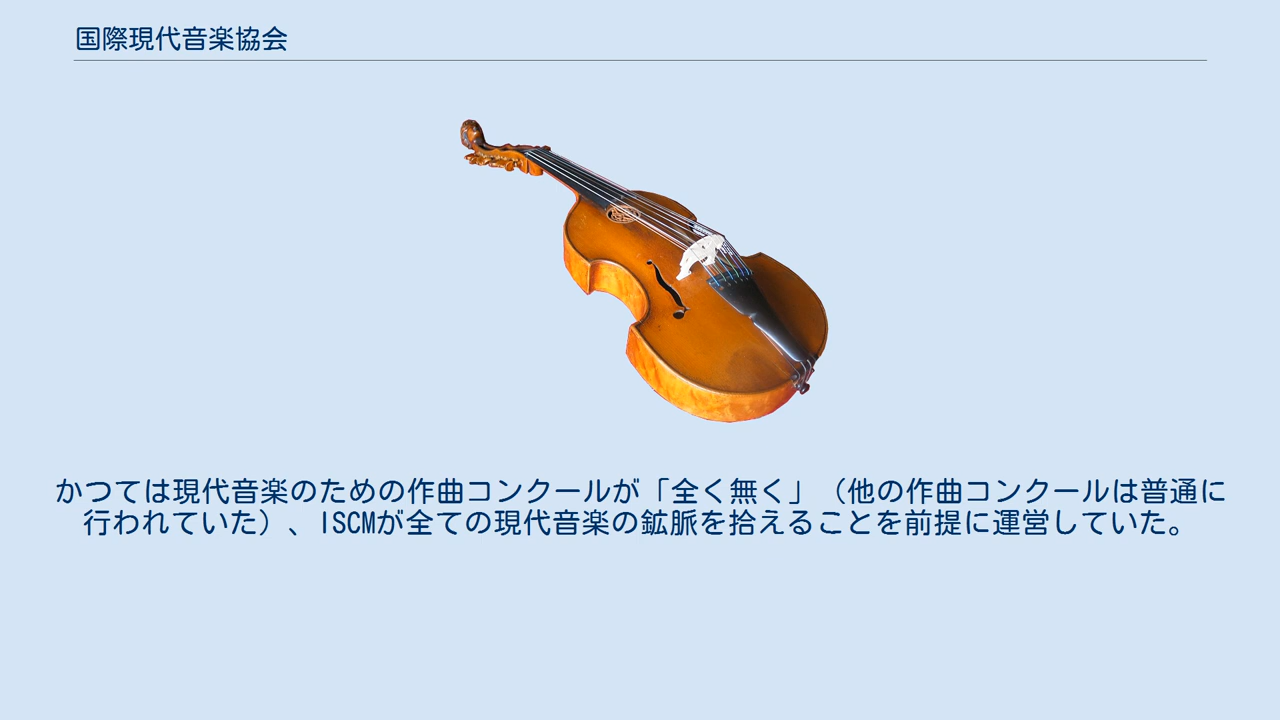 国際現代音楽協会
かつては現代音楽のための作曲コンクールが「全く無く」（他の作曲コンクールは普通に
行われていた）、ISCMが全ての現代音楽の鉱脈を拾えることを前提に運営していた。